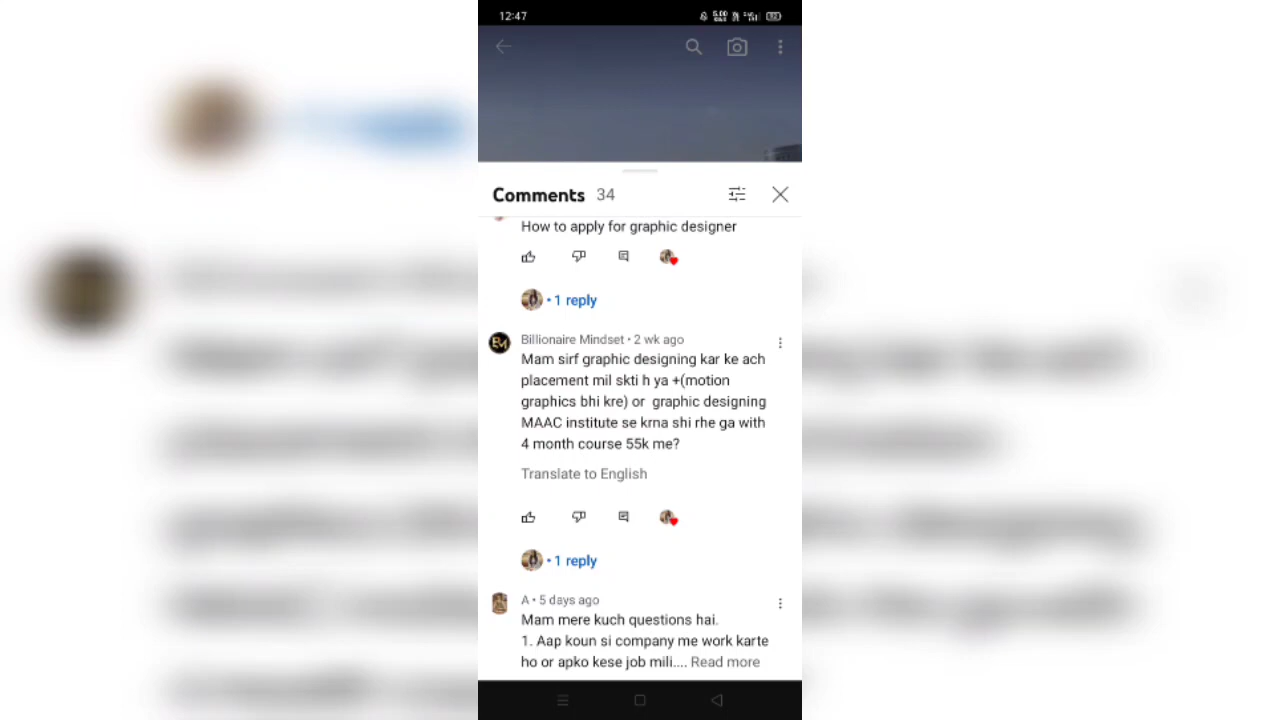 12:47
5.00
Comments 34
How to apply for graphic designer
• 1 reply
Billionaire Mindset • 2 wk ago
Mam sirf graphic designing kar ke ach
placement mil skti h ya +(motion
graphics bhi kre) or graphic designing
MAAC institute se krna shi rhe ga with
4 month course 55k me?
Translate to English
• 1 reply
A • 5 days ago
Mam mere kuch questions hai.
1. Aap koun si company me work karte
ho or apko kese job mili.... Read more